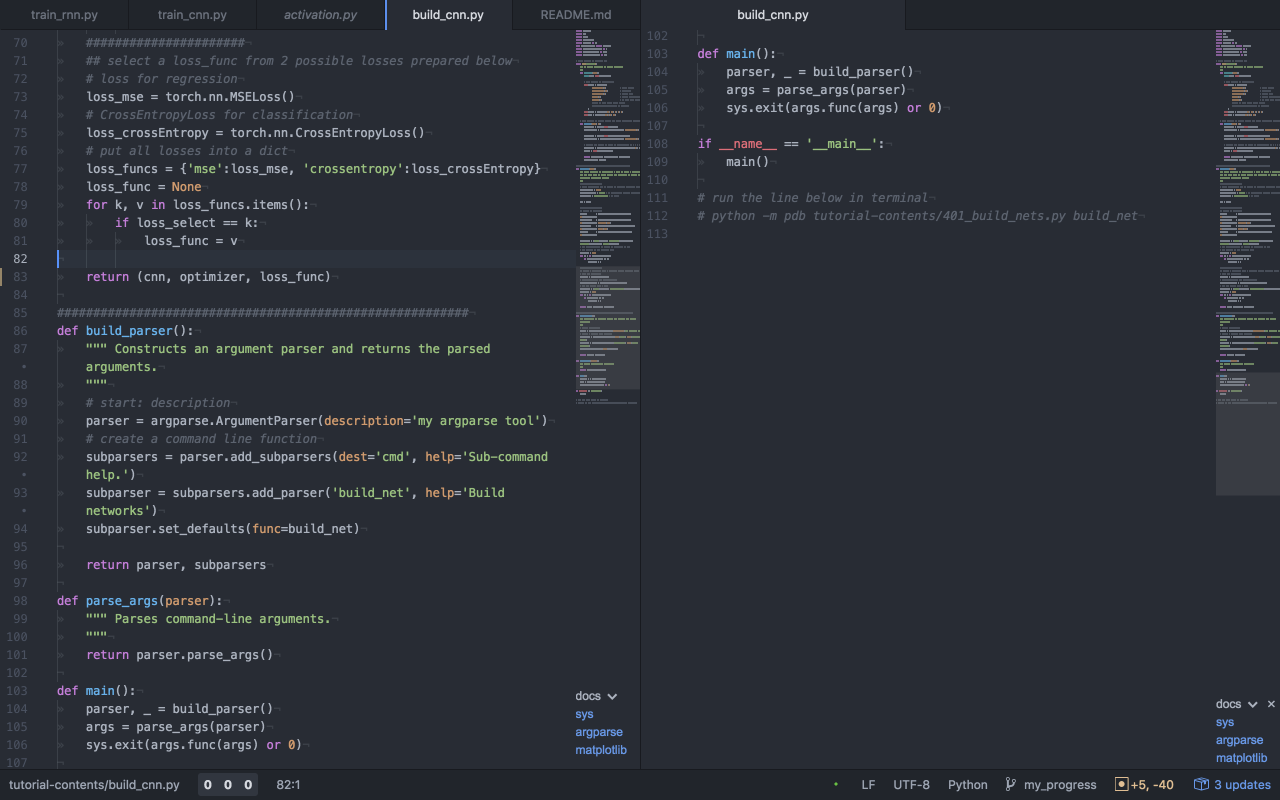 train_rnn.py train_cnn.py activation.py build_cnn.py README.md
70 ######################
71 ## select a loss_func from 2 possible losses prepared below
72 # loss for regression
73 loss_mse = torch.nn.MSELoss()
74 # CrossEntropyLoss for classification
75 loss_crossEntropy = torch.nn.CrossEntropyLoss()
76 # put all losses into a dict
77 loss_funcs = {'mse':loss_mse, 'crossentropy':loss_crossEntropy}
78 loss_func = None
79 for k, v in loss_funcs.items():
80 if loss_select == k:
81 loss_func = v
82
83 return (cnn, optimizer, loss_func)
84
85 #########################################################
86 def build_parser():
87 """ Constructs an argument parser and returns the parsed
• arguments.
88 """
89 # start: description
90 parser = argparse.ArgumentParser(description='my argparse tool')
91 # create a command line function
92 subparsers = parser.add_subparsers(dest='cmd', help='Sub-command
• help.')
93 subparser = subparsers.add_parser('build_net', help='Build
• networks')
94 subparser.set_defaults(func=build_net)
95
96 return parser, subparsers
97
98 def parse_args(parser):
99 """ Parses command-line arguments.
100 """
101 return parser.parse_args()
102
103 def main():
104 parser, _ = build_parser()
105 args = parse_args(parser)
106 sys.exit(args.func(args) or 0)
107
docs
sys
argparse
matplotlib
build_cnn.py
102
103 def main():
104 parser, _ = build_parser()
105 args = parse_args(parser)
106 sys.exit(args.func(args) or 0)
107
108 if __name__ == '__main__':
109 main()
110
111 # run the line below in terminal
112 # python -m pdb tutorial-contents/401_build_nets.py build_net
113
docs ×
sys
argparse
matplotlib
tutorial-contents/build_cnn.py 0 0 0 82:1 LF UTF-8 Python my_progress +5, -40 3 updates